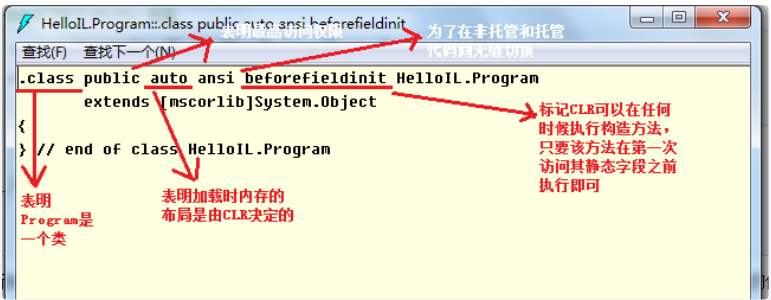 HelloIL.Program::.class public auto ansi beforefieldinit
表明最高访问权限
为了在非托管和托管
代码间无缝切换
查找(F) 查找下一个(N)
.class public auto ansi beforefieldinit HelloIL.Program
extends [mscorlib]System.Object
{
} // end of class HelloIL.Program
标记CLR可以在任何
时候执行构造方法，
只要该方法在第一次
访问其静态字段之前
执行即可
表明
Program是
一个类
表明加载时内存的
布局是由CLR决定的